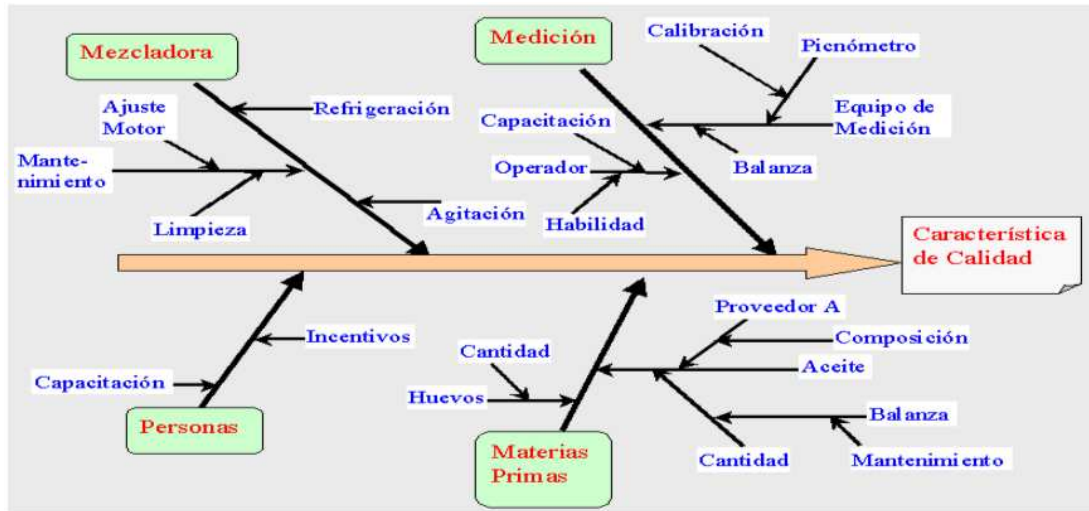 Mezcladora
Medición
Calibración
Picnómetro
Refrigeración
Ajuste
Motor
Capacitación
Equipo de
Medición
Mante-
nimiento
Operador
Balanza
Limpieza
Agitación
Habilidad
Característica
de Calidad
Proveedor A
Incentivos
Cantidad
Composición
Capacitación
Huevos
Aceite
Personas
Balanza
Materias
Primas
Cantidad
Mantenimiento